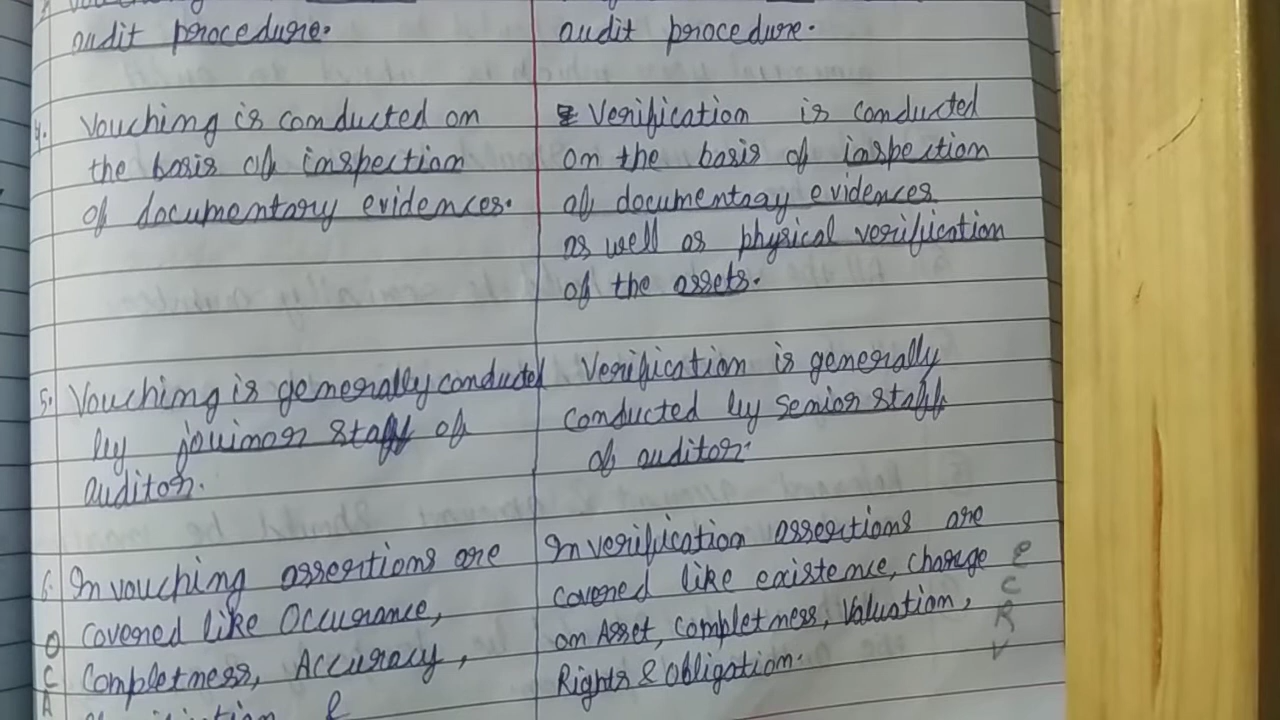 audit procedure.
audit procedure.
4. Vouching is conducted on
the basis of inspection
of documentary evidences.
Verification is conducted
on the basis of inspection
of documentary evidences
as well as physical verification
of the assets.
5. Vouching is generally conducted
by jouinor staff of
auditor.
Verification is generally
conducted by senior staff
of auditor.
6. In vouching assertions are
covered like Occurance,
Completness, Accuracy,
In verification assertions are
covered like existence, charge
on Asset, Completness, Valuation,
Rights & Obligation.
O
C
A
e
C
R
V